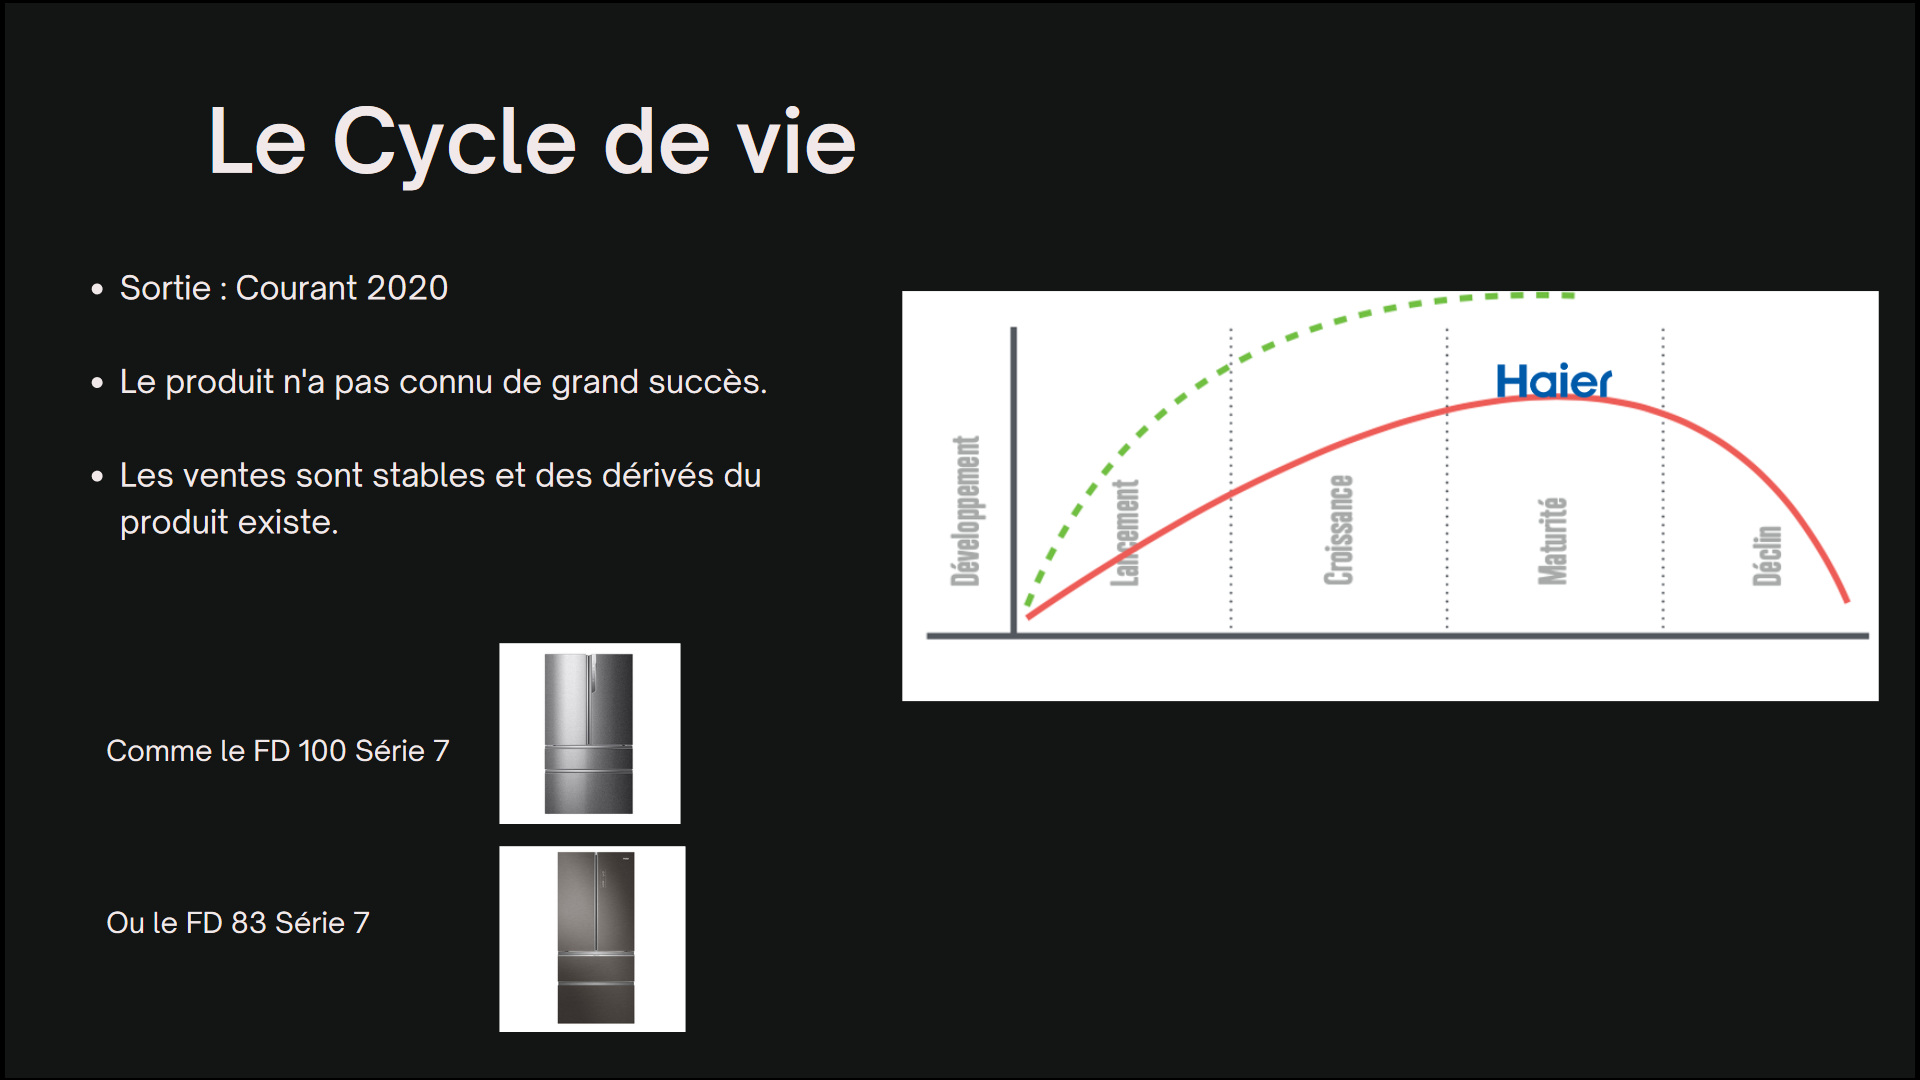 Le Cycle de vie
Sortie : Courant 2020
Le produit n'a pas connu de grand succès.
Les ventes sont stables et des dérivés du
produit existe.
Haier
Développement
Lancement
Croissance
Maturité
Déclin
Comme le FD 100 Série 7
Ou le FD 83 Série 7